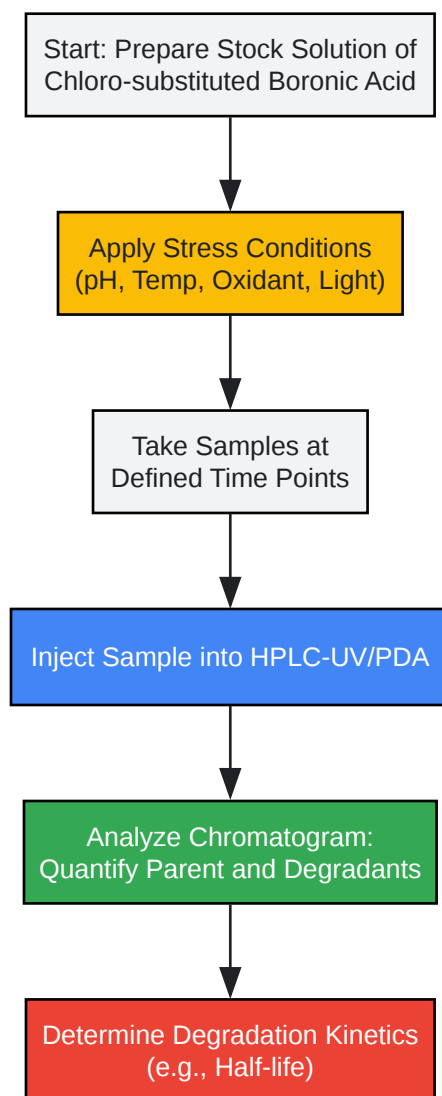 Start: Prepare Stock Solution of
Chloro-substituted Boronic Acid
Apply Stress Conditions
(pH, Temp, Oxidant, Light)
Take Samples at
Defined Time Points
Inject Sample into HPLC-UV/PDA
Analyze Chromatogram:
Quantify Parent and Degradants
Determine Degradation Kinetics
(e.g., Half-life)